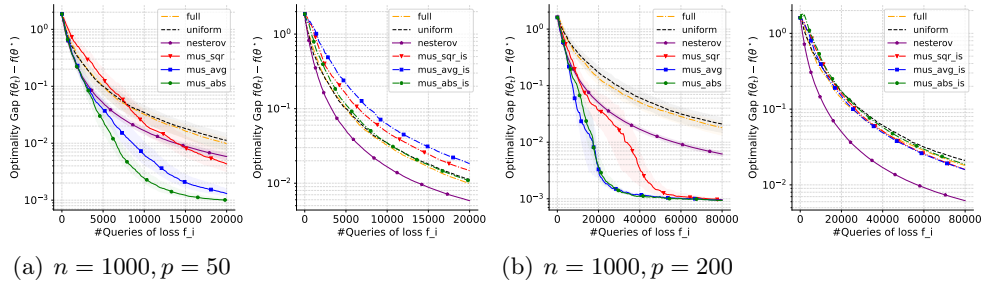 Optimality Gap f(θ_t) − f(θ*)
10^0
10^-1
10^-2
10^-3
0 5000 10000 15000 20000
#Queries of loss f_i
full
uniform
nesterov
mus_sqr
mus_avg
mus_abs
Optimality Gap f(θ_t) − f(θ*)
10^0
10^-1
10^-2
0 5000 10000 15000 20000
#Queries of loss f_i
full
uniform
nesterov
mus_sqr_is
mus_avg_is
mus_abs_is
(a) n = 1000, p = 50
Optimality Gap f(θ_t) − f(θ*)
10^0
10^-1
10^-2
10^-3
0 20000 40000 60000 80000
#Queries of loss f_i
full
uniform
nesterov
mus_sqr
mus_avg
mus_abs
Optimality Gap f(θ_t) − f(θ*)
10^0
10^-1
10^-2
0 20000 40000 60000 80000
#Queries of loss f_i
full
uniform
nesterov
mus_sqr_is
mus_avg_is
mus_abs_is
(b) n = 1000, p = 200